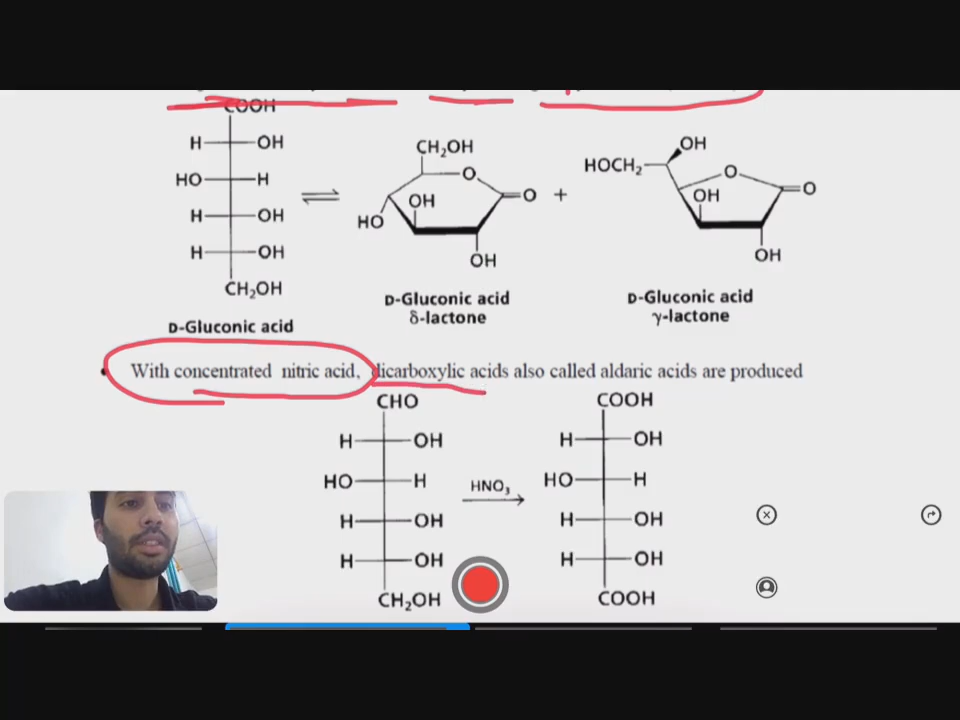 COOH
H OH
HO H
H OH
H OH
CH₂OH
D-Gluconic acid
CH₂OH
O
O
OH
HO
OH
D-Gluconic acid
δ-lactone
+
OH
HOCH₂
O
O
OH
OH
D-Gluconic acid
γ-lactone
With concentrated nitric acid, dicarboxylic acids also called aldaric acids are produced
CHO
H OH
HO H
H OH
H OH
CH₂OH
HNO₃
COOH
H OH
HO H
H OH
H OH
COOH